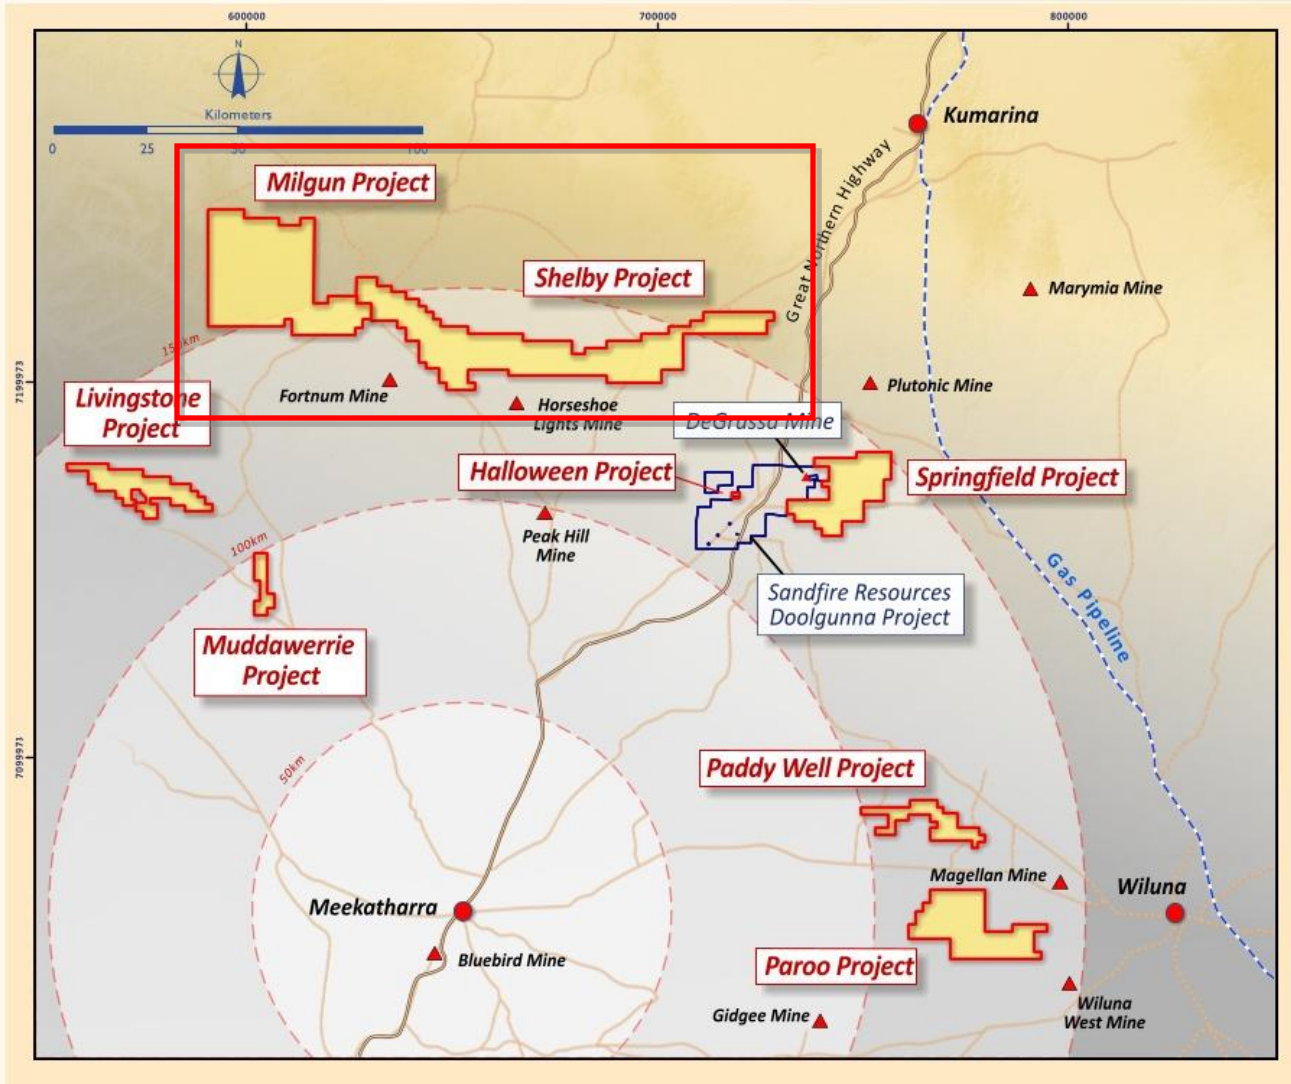 600000
700000
800000
N
Kilometers
0
25
50
100
Kumarina
Great Northern Highway
Milgun Project
Shelby Project
Marymia Mine
150km
7199973
Plutonic Mine
Fortnum Mine
Livingstone
Project
Horseshoe
Lights Mine
DeGrussa Mine
Halloween Project
Springfield Project
Peak Hill
Mine
100km
Gas Pipeline
Sandfire Resources
Doolgunna Project
Muddawerrie
Project
7099973
50km
Paddy Well Project
Magellan Mine
Wiluna
Meekatharra
Bluebird Mine
Paroo Project
Gidgee Mine
Wiluna
West Mine